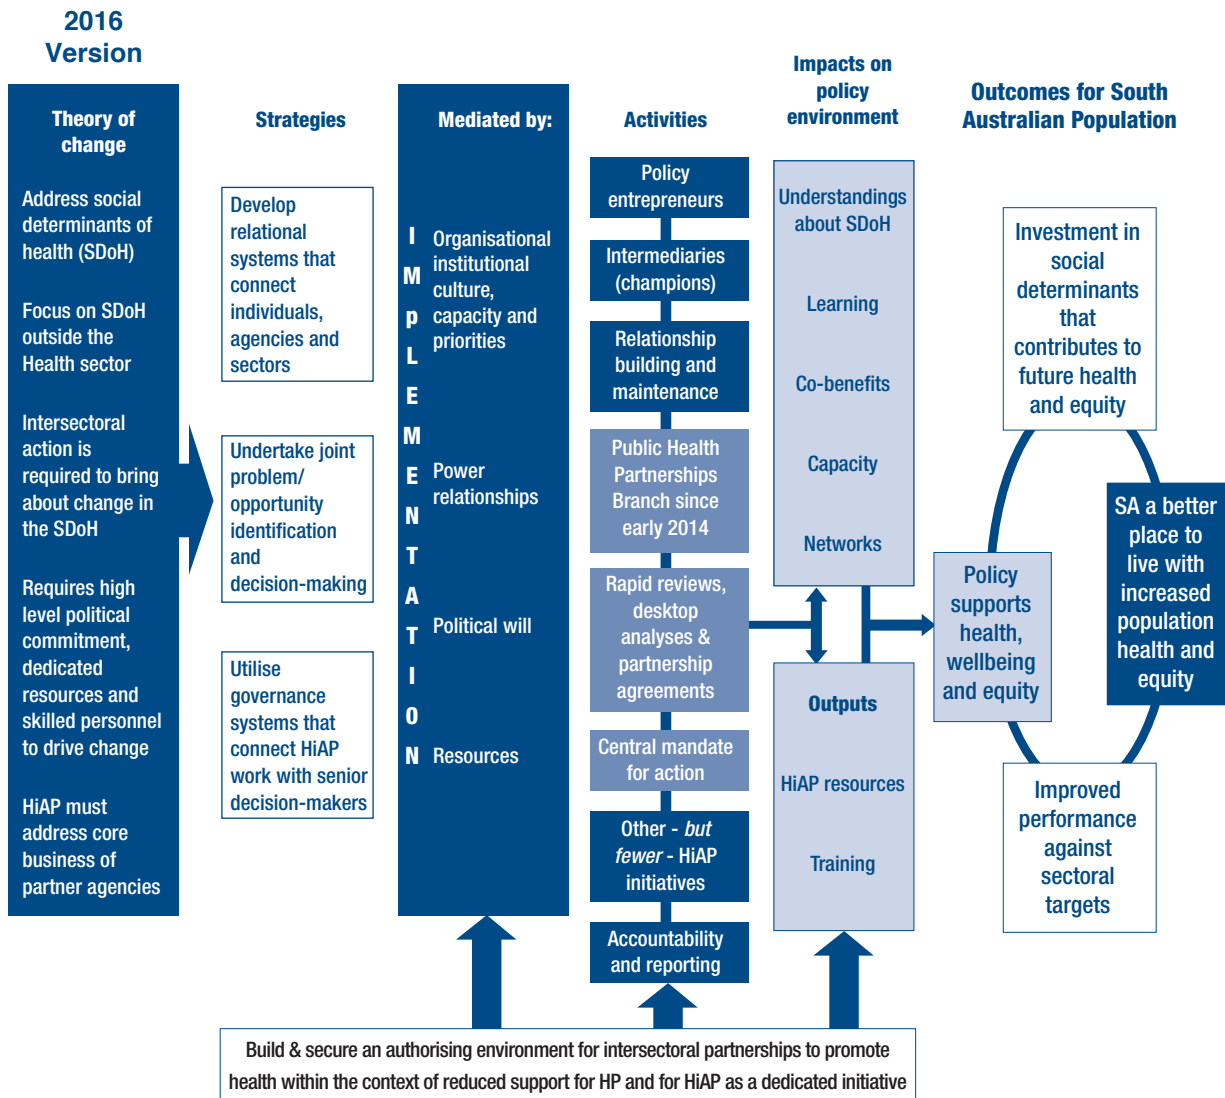 2016
Version
Theory of
change
Address social
determinants of
health (SDoH)
Focus on SDoH
outside the
Health sector
Intersectoral
action is
required to bring
about change in
the SDoH
Requires high
level political
commitment,
dedicated
resources and
skilled personnel
to drive change
HiAP must
address core
business of
partner agencies
Strategies
Develop
relational
systems that
connect
individuals,
agencies and
sectors
Undertake joint
problem/
opportunity
identification
and
decision-making
Utilise
governance
systems that
connect HiAP
work with senior
decision-makers
Mediated by:
I
M
p
L
E
M
E
N
T
A
T
I
O
N
Organisational
institutional
culture,
capacity and
priorities
Power
relationships
Political will
Resources
Activities
Policy
entrepreneurs
Intermediaries
(champions)
Relationship
building and
maintenance
Public Health
Partnerships
Branch since
early 2014
Rapid reviews,
desktop
analyses &
partnership
agreements
Central mandate
for action
Other - but
fewer - HiAP
initiatives
Accountability
and reporting
Impacts on
policy
environment
Understandings
about SDoH
Learning
Co-benefits
Capacity
Networks
Outputs
HiAP resources
Training
Outcomes for South
Australian Population
Investment in
social
determinants
that
contributes to
future health
and equity
Policy
supports
health,
wellbeing
and equity
SA a better
place to
live with
increased
population
health and
equity
Improved
performance
against
sectoral
targets
Build & secure an authorising environment for intersectoral partnerships to promote
health within the context of reduced support for HP and for HiAP as a dedicated initiative